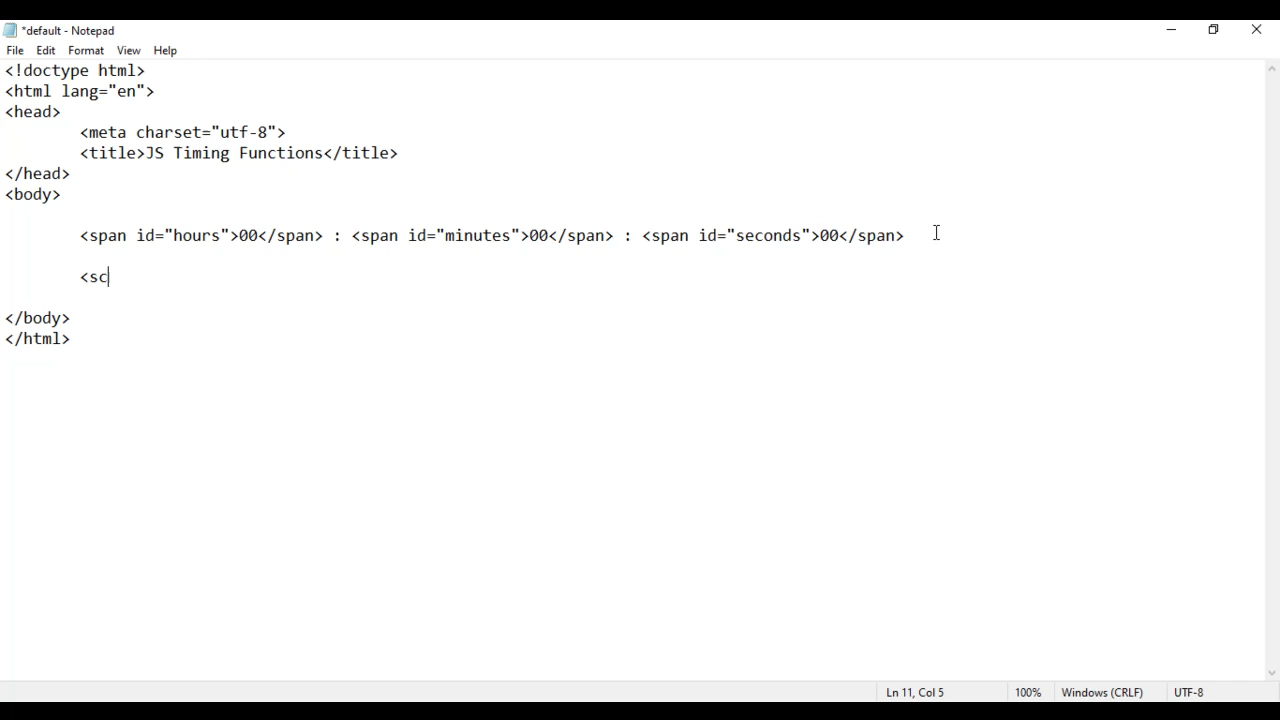 *default - Notepad
File Edit Format View Help
<!doctype html>
<html lang="en">
<head>
<meta charset="utf-8">
<title>JS Timing Functions</title>
</head>
<body>
<span id="hours">00</span> : <span id="minutes">00</span> : <span id="seconds">00</span>
<sc
</body>
</html>
Ln 11, Col 5 100% Windows (CRLF) UTF-8